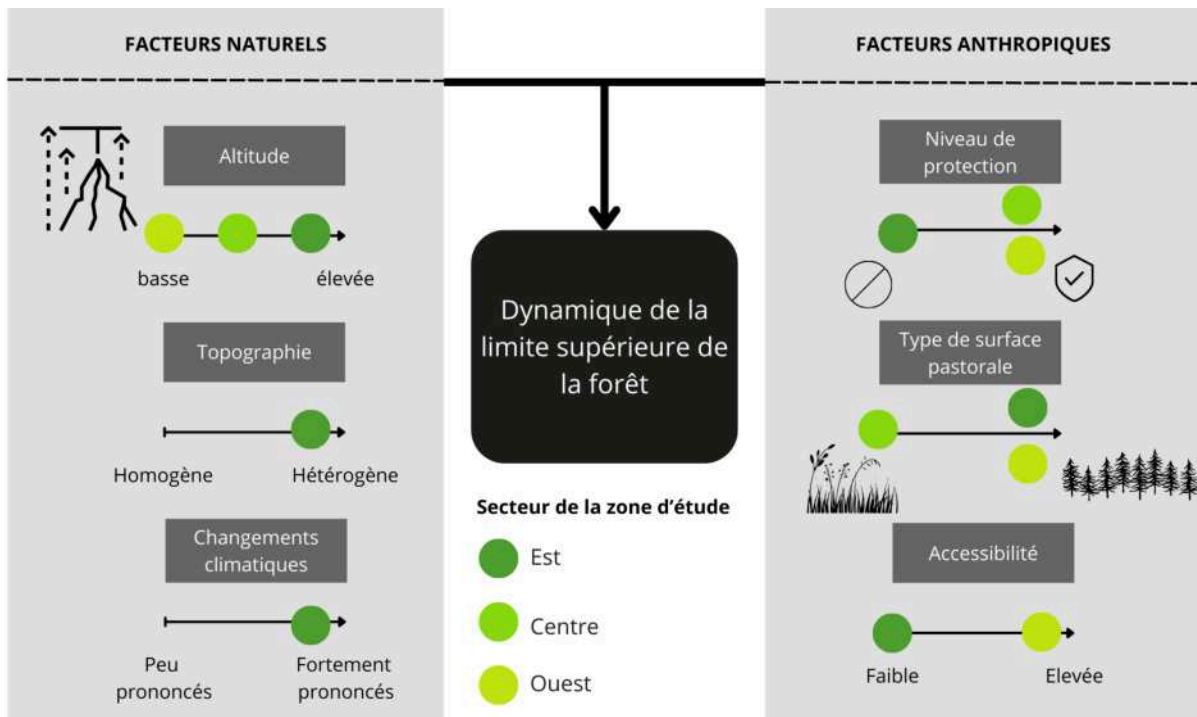 FACTEURS NATURELS
Altitude
basse
élevée
Topographie
Homogène
Hétérogène
Changements
climatiques
Peu
prononcés
Fortement
prononcés
Dynamique de la
limite supérieure de
la forêt
Secteur de la zone d'étude
Est
Centre
Ouest
FACTEURS ANTHROPIQUES
Niveau de
protection
Type de surface
pastorale
Accessibilité
Faible
Elevée